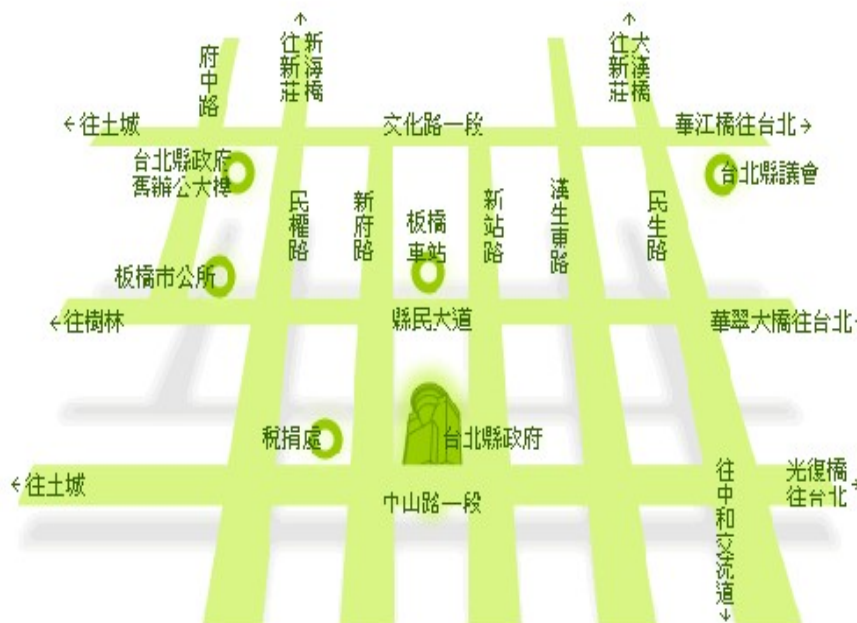 往新莊
新海橋
往新莊
大漢橋
府中路
←往土城
文化路一段
華江橋往台北→
台北縣政府
舊辦公大樓
台北縣議會
民權路
新府路
板橋
車站
新站路
漢生東路
民生路
板橋市公所
←往樹林
縣民大道
華翠大橋往台北→
稅捐處
台北縣政府
←往土城
中山路一段
往中和交流道
光復橋
往台北→